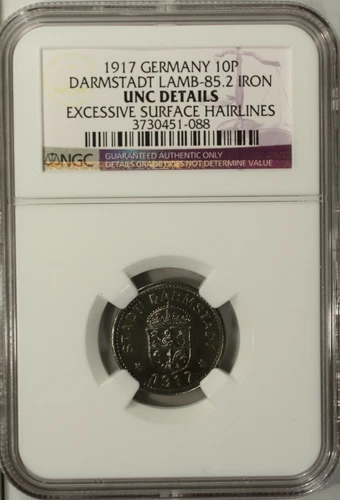 1917 GERMANY 10P
DARMSTADT LAMB-85.2 IRON
UNC DETAILS
EXCESSIVE SURFACE HAIRLINES
3730451-088
NGC
GUARANTEED AUTHENTIC ONLY
DETAILS GRADE DOES NOT DETERMINE VALUE
STADT DARMSTADT
* 1917 *